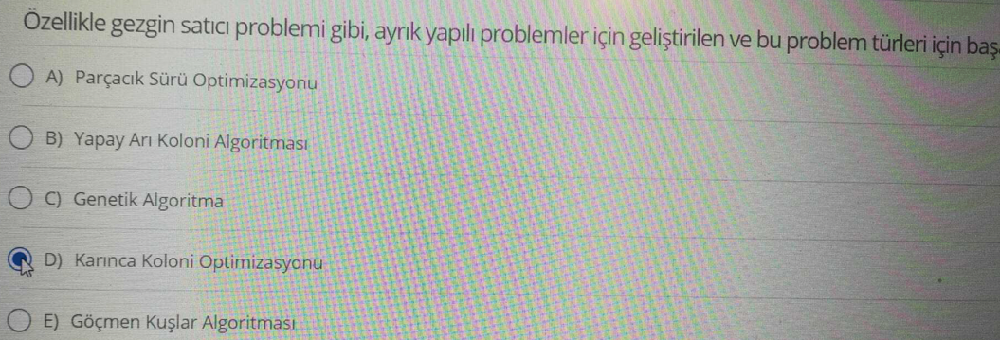 Özellikle gezgin satıcı problemi gibi, ayrık yapılı problemler için geliştirilen ve bu problem türleri için baş
A) Parçacık Sürü Optimizasyonu
B) Yapay Arı Koloni Algoritması
C) Genetik Algoritma
D) Karınca Koloni Optimizasyonu
E) Göçmen Kuşlar Algoritması